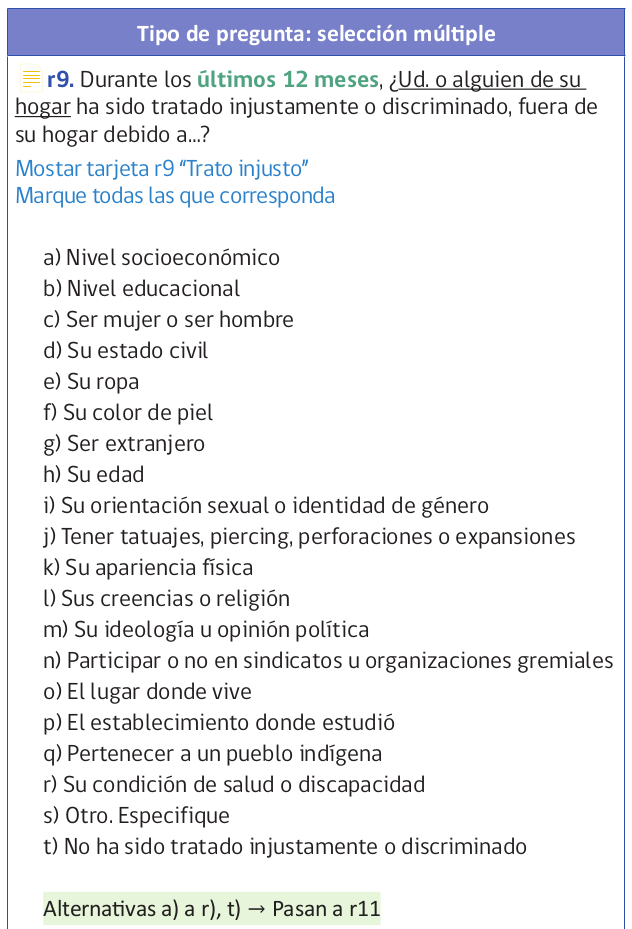 Tipo de pregunta: selección múltiple
r9. Durante los últimos 12 meses, ¿Ud. o alguien de su
hogar ha sido tratado injustamente o discriminado, fuera de
su hogar debido a...?
Mostar tarjeta r9 “Trato injusto”
Marque todas las que corresponda
a) Nivel socioeconómico
b) Nivel educacional
c) Ser mujer o ser hombre
d) Su estado civil
e) Su ropa
f) Su color de piel
g) Ser extranjero
h) Su edad
i) Su orientación sexual o identidad de género
j) Tener tatuajes, piercing, perforaciones o expansiones
k) Su apariencia física
l) Sus creencias o religión
m) Su ideología u opinión política
n) Participar o no en sindicatos u organizaciones gremiales
o) El lugar donde vive
p) El establecimiento donde estudió
q) Pertenecer a un pueblo indígena
r) Su condición de salud o discapacidad
s) Otro. Especifique
t) No ha sido tratado injustamente o discriminado
Alternativas a) a r), t) → Pasan a r11